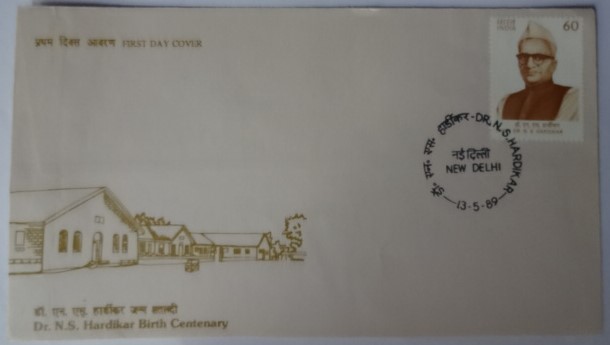 प्रथम दिवस आवरण FIRST DAY COVER
भारत
INDIA
60
डॉ. एन. एस. हार्डीकर
DR. N. S. HARDIKAR
डॉ. एन. एस. हार्डीकर - DR. N. S. HARDIKAR
नई दिल्ली
NEW DELHI
13-5-89
डॉ. एन. एस. हार्डीकर जन्म शताब्दी
Dr. N.S. Hardikar Birth Centenary